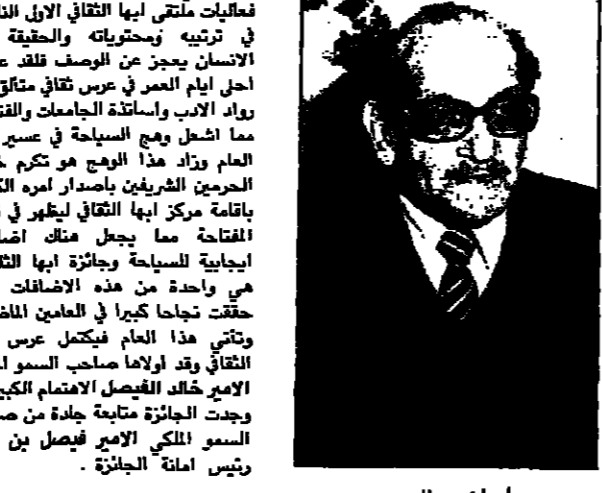 فعاليات ملتقى ابها الثقافي الاول
في ترتيبه ومحتوياته والحقيقة
الانسان يعجز عن الوصف فلقد
احلى ايام العمر في عرس ثقافي متألق
رواد الادب واساتذة الجامعات
مما اشعل وهج السياحة في عسير
العام وزاد هذا الوهج هو تكرم
الحرمين الشريفين باصدار امره
باقامة مركز ابها الثقافي ليظهر في
المفتاحة مما يجعل هناك
ايجابية للسياحة وجائزة ابها
هي واحدة من هذه الاضافات
حققت نجاحا كبيرا في العامين
وتأتي هذا العام فيكتمل عرس
الثقافي وقد اولاها صاحب السمو
الامير خالد الفيصل الاهتمام
وجدت الجائزة متابعة جادة من
السمو الملكي الامير فيصل بن
رئيس امانة الجائزة .